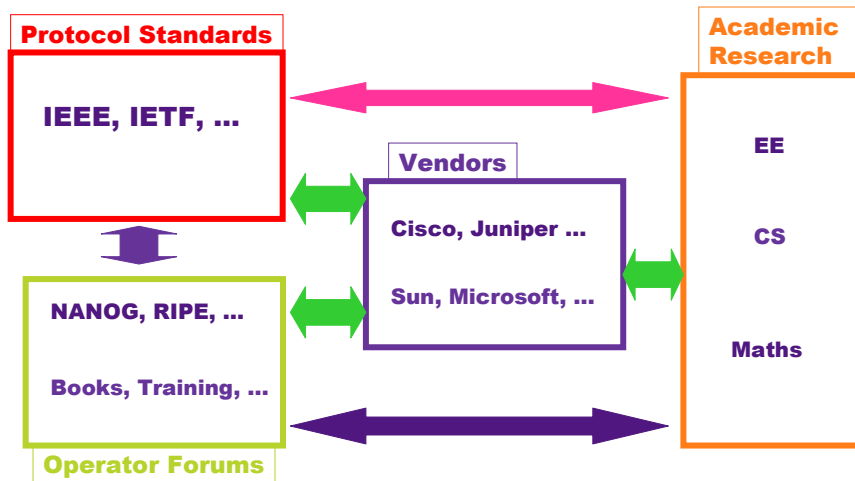 Protocol Standards
IEEE, IETF, ...
Academic
Research
EE
CS
Maths
Vendors
Cisco, Juniper ...
Sun, Microsoft, ...
NANOG, RIPE, ...
Books, Training, ...
Operator Forums